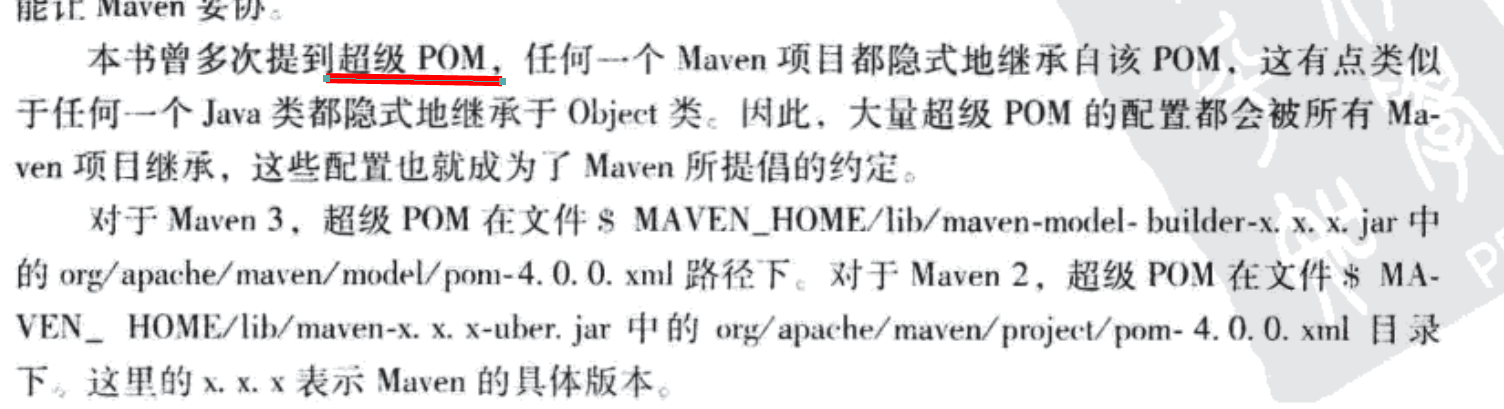 能让 Maven 妥协。
本书曾多次提到超级 POM，任何一个 Maven 项目都隐式地继承自该 POM，这有点类似
于任何一个 Java 类都隐式地继承于 Object 类。因此，大量超级 POM 的配置都会被所有 Ma-
ven 项目继承，这些配置也就成为了 Maven 所提倡的约定。
对于 Maven 3，超级 POM 在文件 $ MAVEN_HOME/lib/maven-model- builder-x. x. x. jar 中
的 org/apache/maven/model/pom-4. 0. 0. xml 路径下。对于 Maven 2，超级 POM 在文件 $ MA-
VEN_ HOME/lib/maven-x. x. x-uber. jar 中的 org/apache/maven/project/pom- 4. 0. 0. xml 目录
下。这里的 x. x. x 表示 Maven 的具体版本。